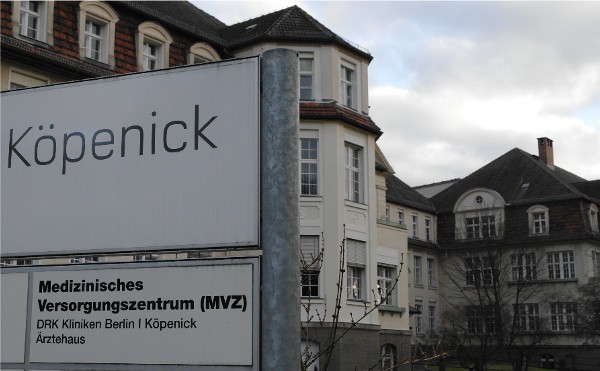 Köpenick
Medizinisches
Versorgungszentrum (MVZ)
DRK Kliniken Berlin | Köpenick
Ärztehaus